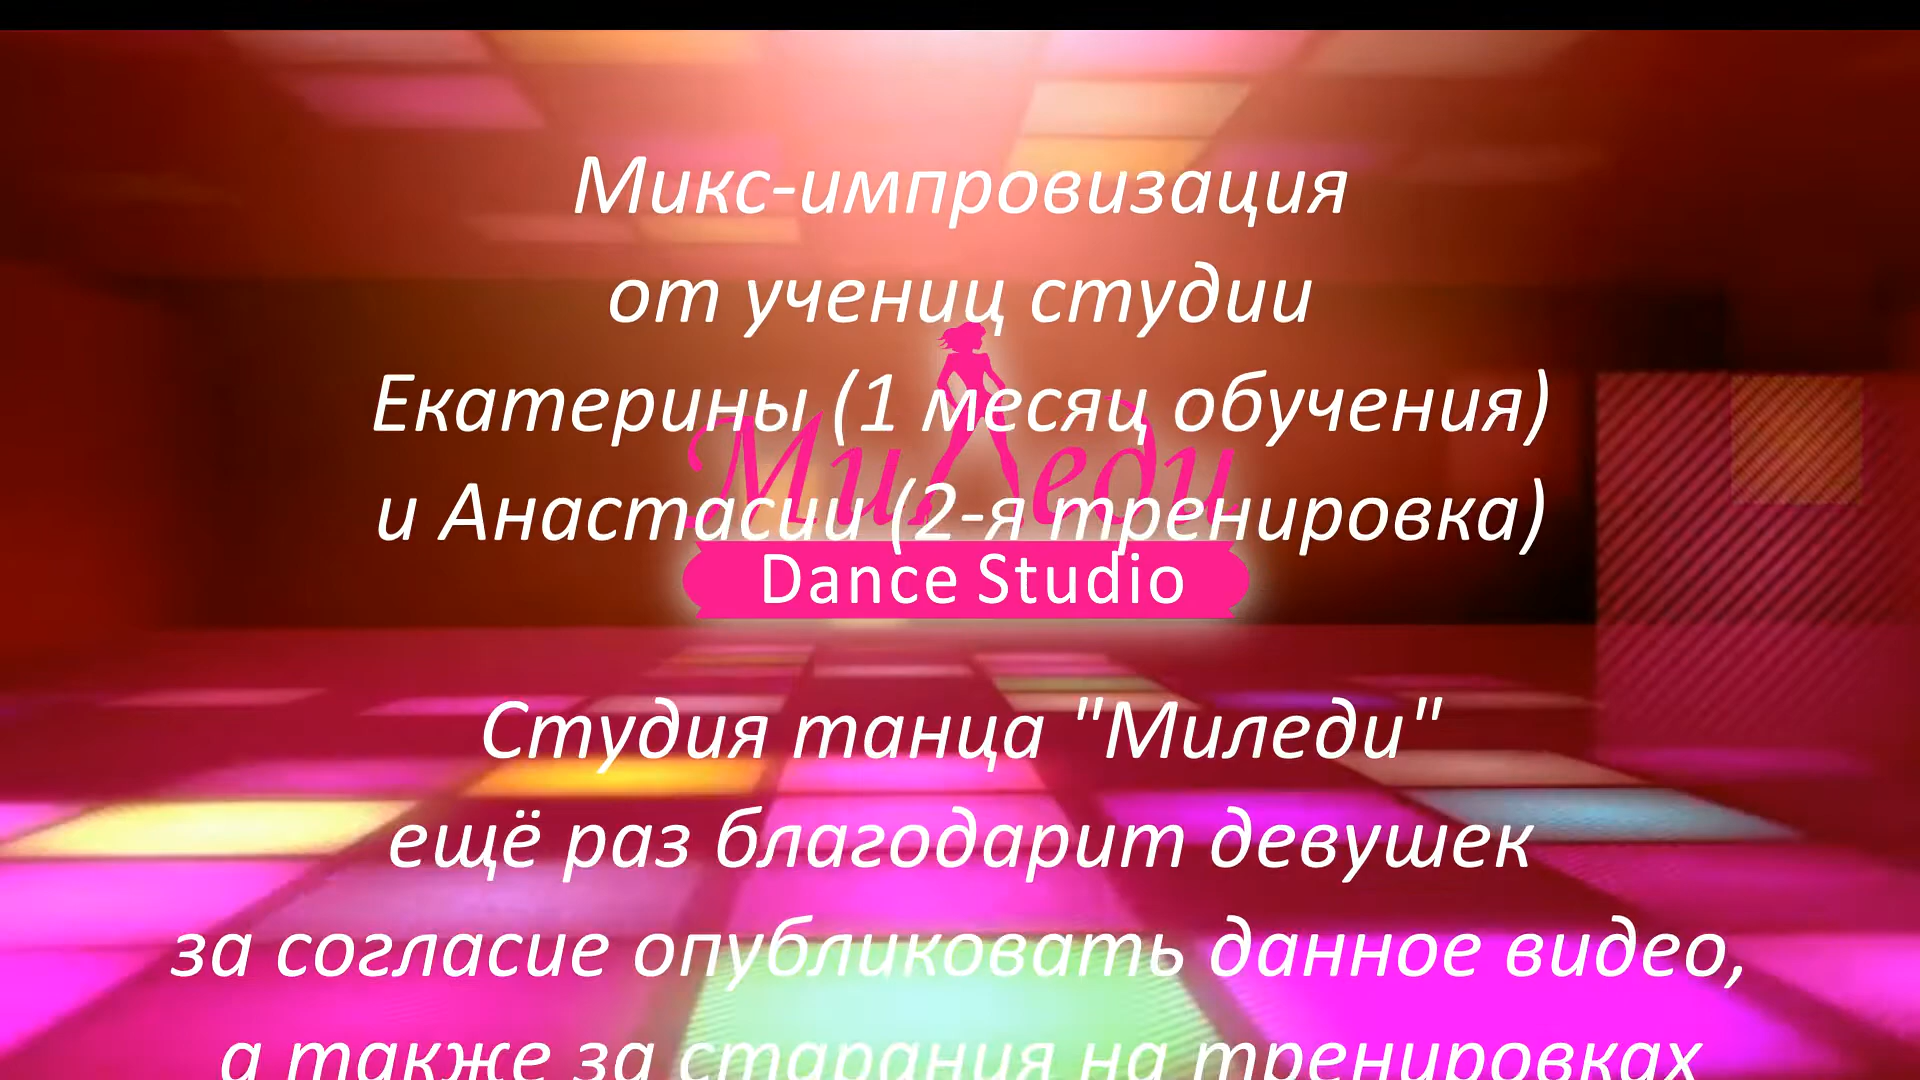 Микс-импровизация
от учениц студии
Екатерины (1 месяц обучения)
Миледи
и Анастасии (2-я тренировка)
Dance Studio
Студия танца "Миледи"
ещё раз благодарит девушек
за согласие опубликовать данное видео,
а также за старания на тренировках